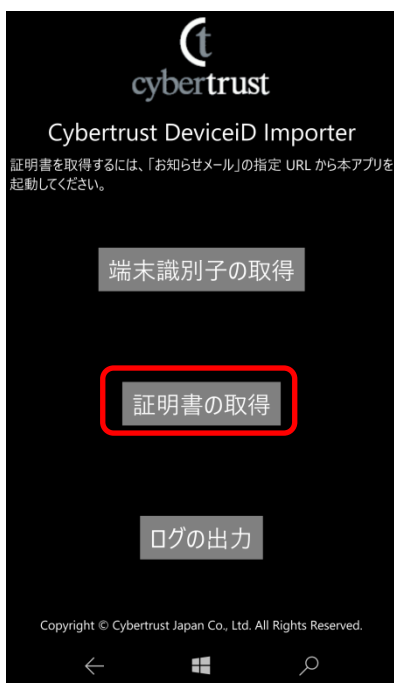 cybertrust
Cybertrust DeviceiD Importer
証明書を取得するには、「お知らせメール」の指定 URL から本アプリを
起動してください。
端末識別子の取得
証明書の取得
ログの出力
Copyright © Cybertrust Japan Co., Ltd. All Rights Reserved.